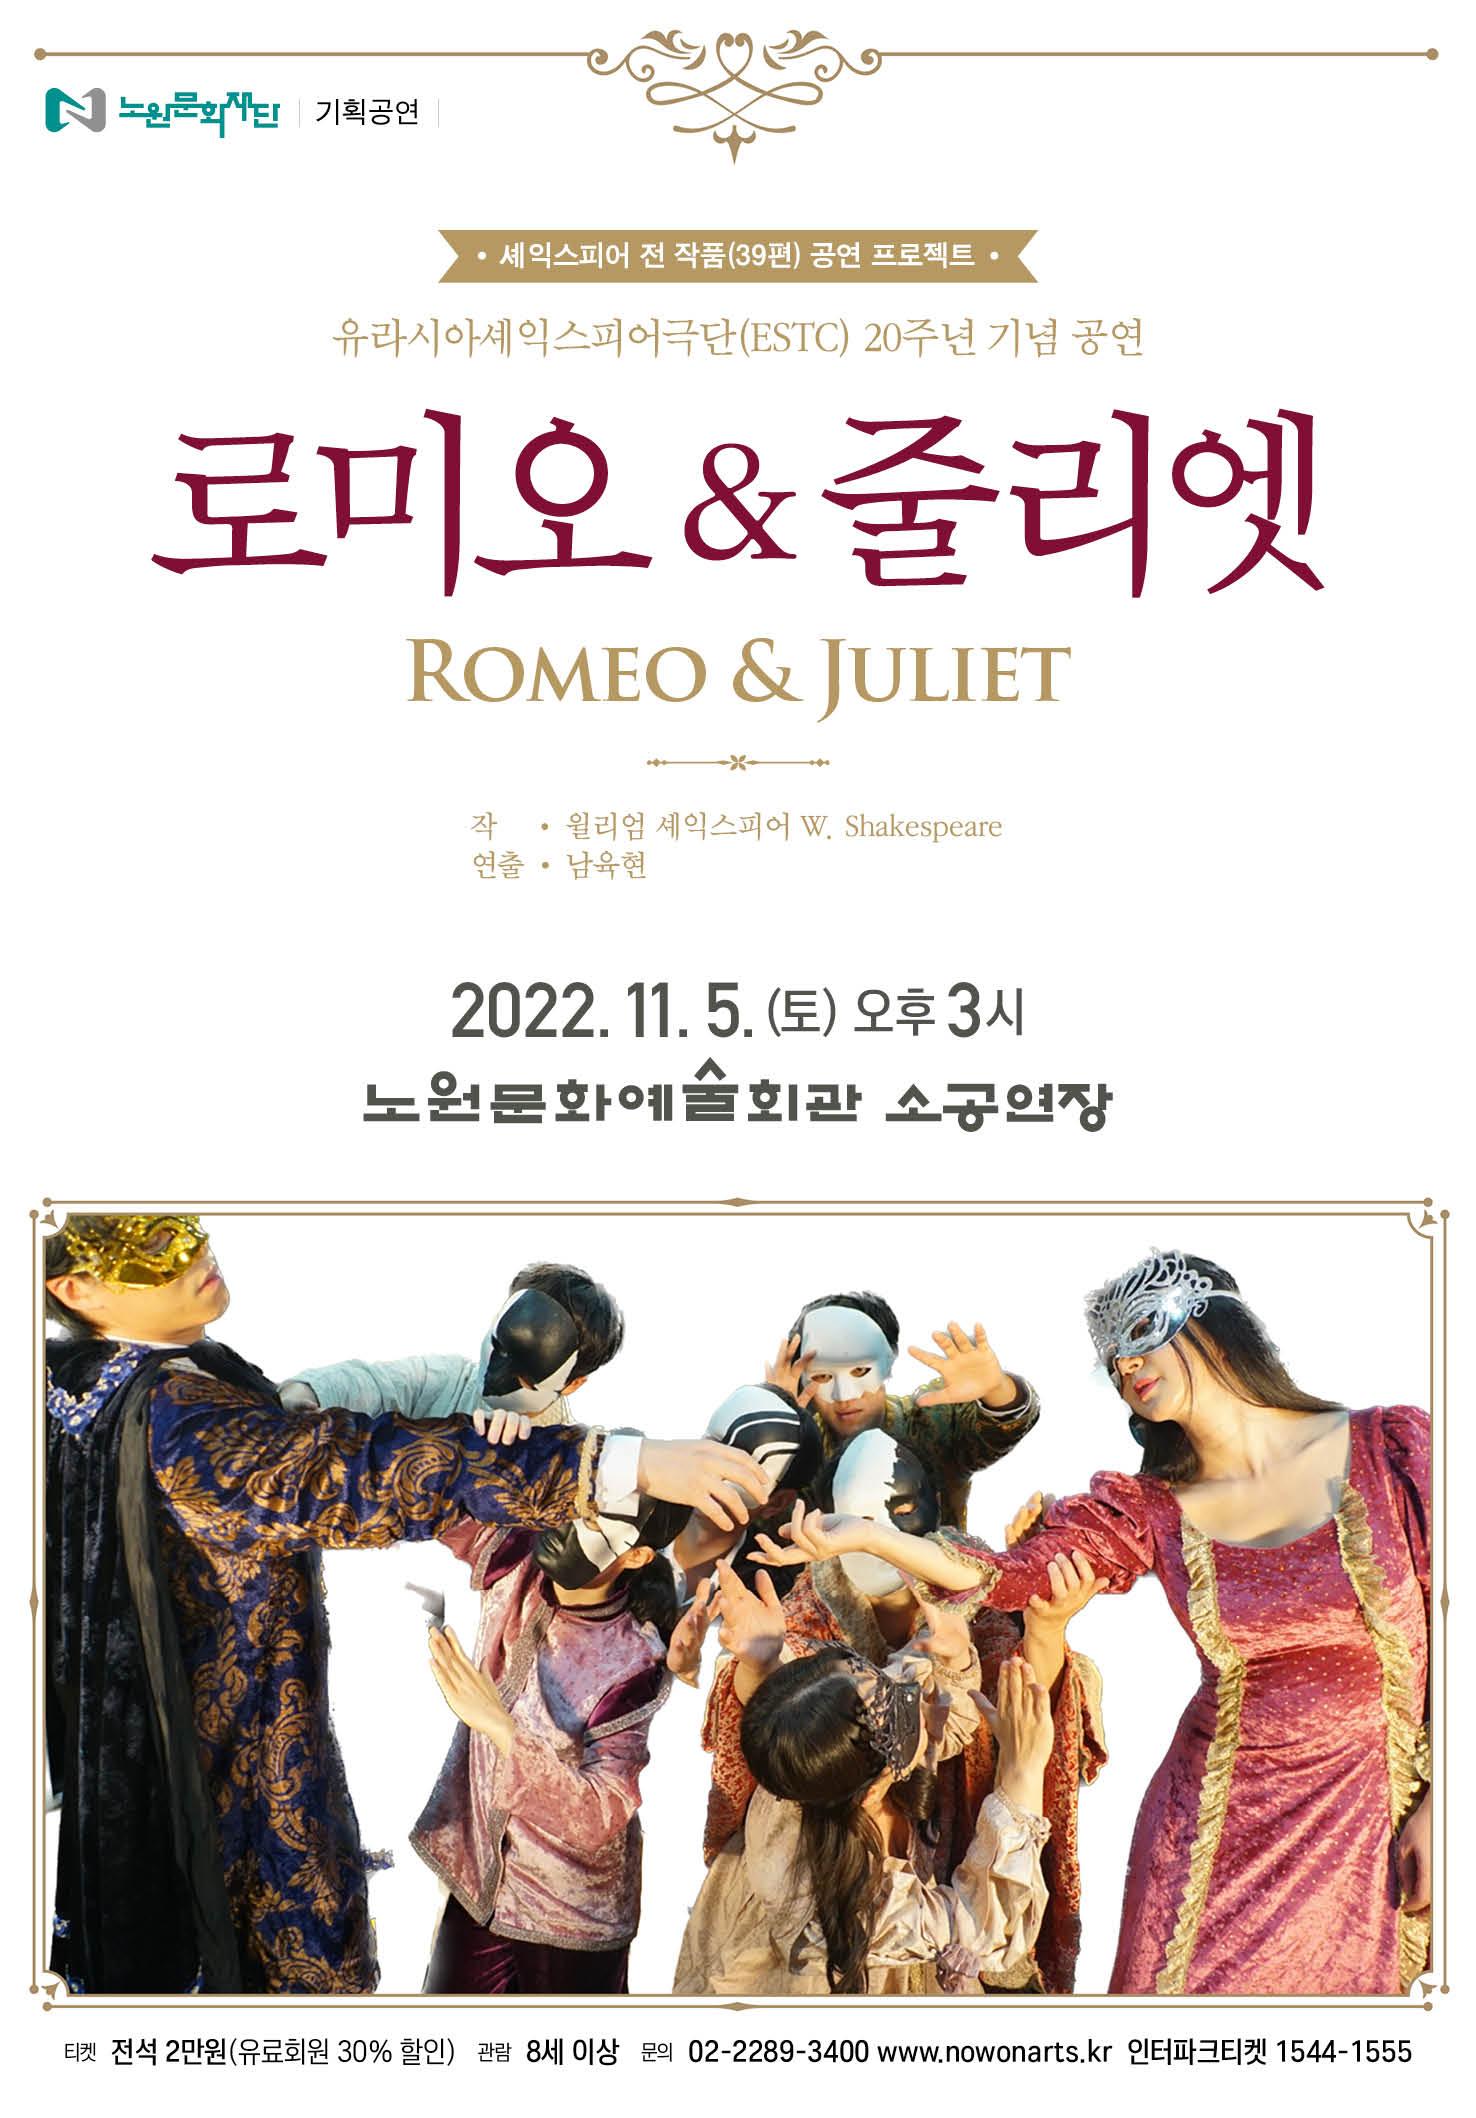 노원문화재단 | 기획공연 |
• 셰익스피어 전 작품(39편) 공연 프로젝트 •
유라시아셰익스피어극단(ESTC) 20주년 기념 공연
로미오 & 줄리엣
ROMEO & JULIET
작 • 윌리엄 셰익스피어 W. Shakespeare
연출 • 남육현
2022. 11. 5. (토) 오후 3시
노원문화예술회관 소공연장
티켓 전석 2만원(유료회원 30% 할인) 관람 8세 이상 문의 02-2289-3400 www.nowonarts.kr 인터파크티켓 1544-1555